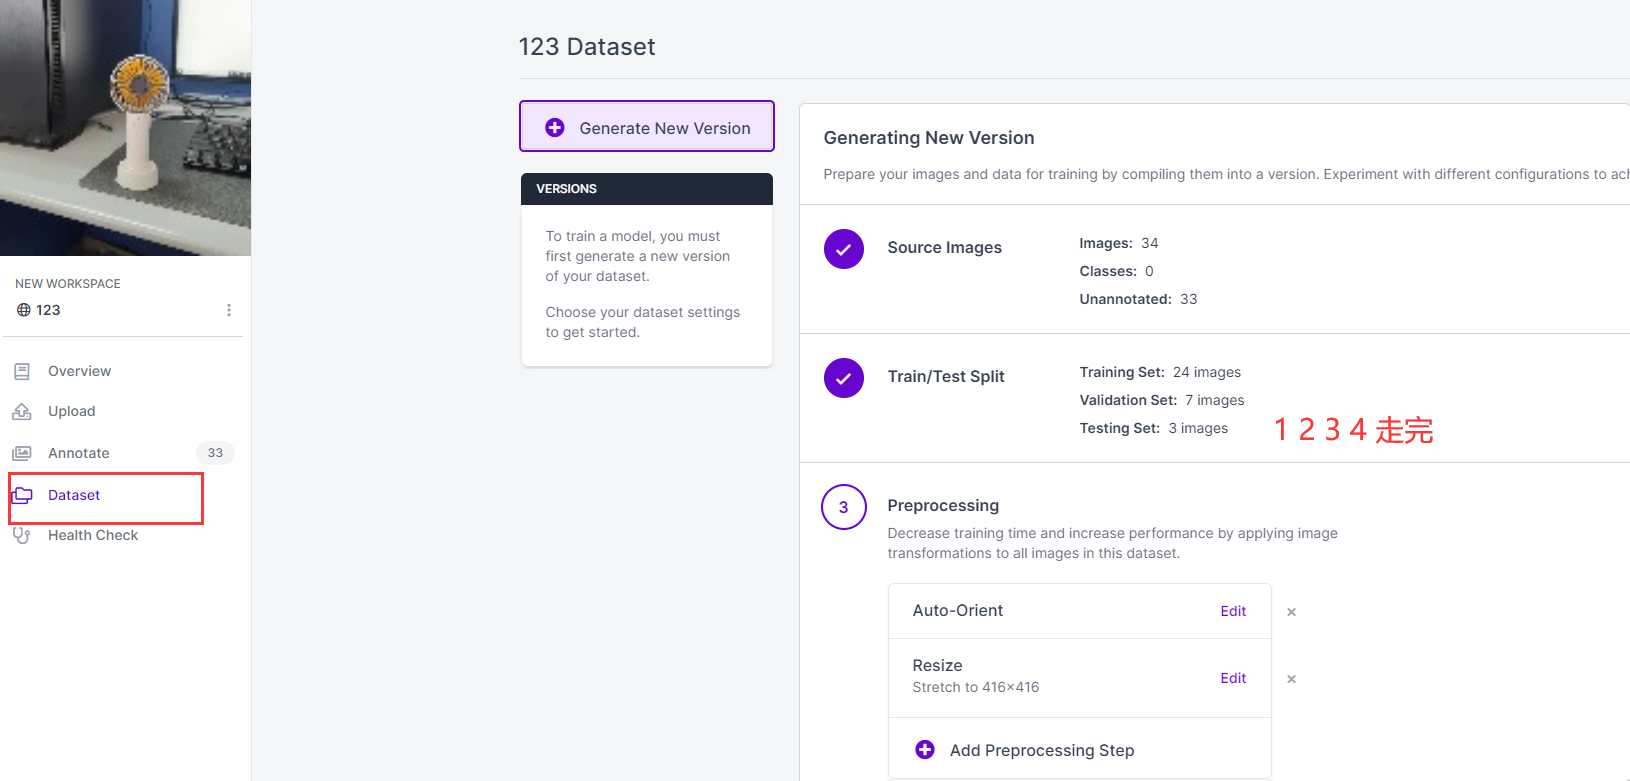 123 Dataset
Generate New Version
VERSIONS
To train a model, you must
first generate a new version
of your dataset.
Choose your dataset settings
to get started.
NEW WORKSPACE
123
Overview
Upload
Annotate 33
Dataset
Health Check
Generating New Version
Prepare your images and data for training by compiling them into a version. Experiment with different configurations to
Source Images
Images: 34
Classes: 0
Unannotated: 33
Train/Test Split
Training Set: 24 images
Validation Set: 7 images
Testing Set: 3 images
1 2 3 4 走完
3
Preprocessing
Decrease training time and increase performance by applying image
transformations to all images in this dataset.
Auto-Orient Edit ×
Resize
Stretch to 416×416
Edit ×
Add Preprocessing Step